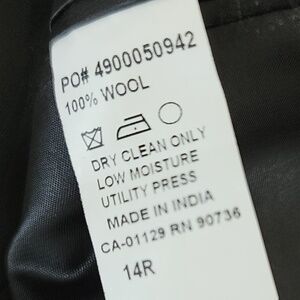 PO# 4900050942
100% WOOL
DRY CLEAN ONLY
LOW MOISTURE
UTILITY PRESS
MADE IN INDIA
CA-01129 RN 90736
14R